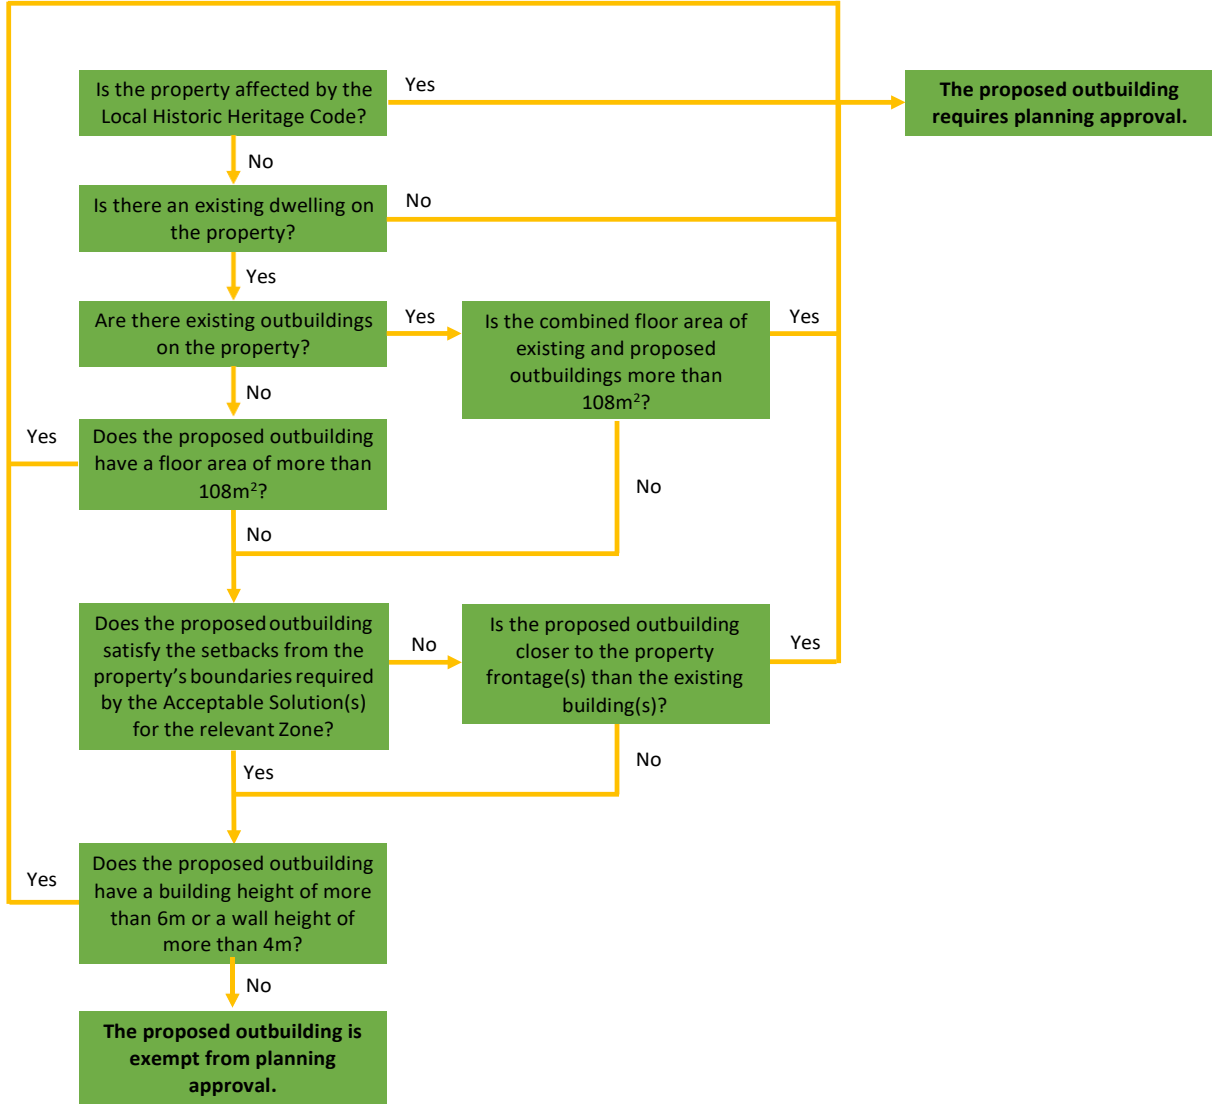 Is the property affected by the
Local Historic Heritage Code?
Yes
The proposed outbuilding
requires planning approval.
No
Is there an existing dwelling on
the property?
No
Yes
Are there existing outbuildings
on the property?
Yes
Is the combined floor area of
existing and proposed
outbuildings more than
108m²?
Yes
No
Yes
Does the proposed outbuilding
have a floor area of more than
108m²?
No
No
Does the proposed outbuilding
satisfy the setbacks from the
property's boundaries required
by the Acceptable Solution(s)
for the relevant Zone?
No
Is the proposed outbuilding
closer to the property
frontage(s) than the existing
building(s)?
Yes
No
Yes
Yes
Does the proposed outbuilding
have a building height of more
than 6m or a wall height of
more than 4m?
No
The proposed outbuilding is
exempt from planning
approval.